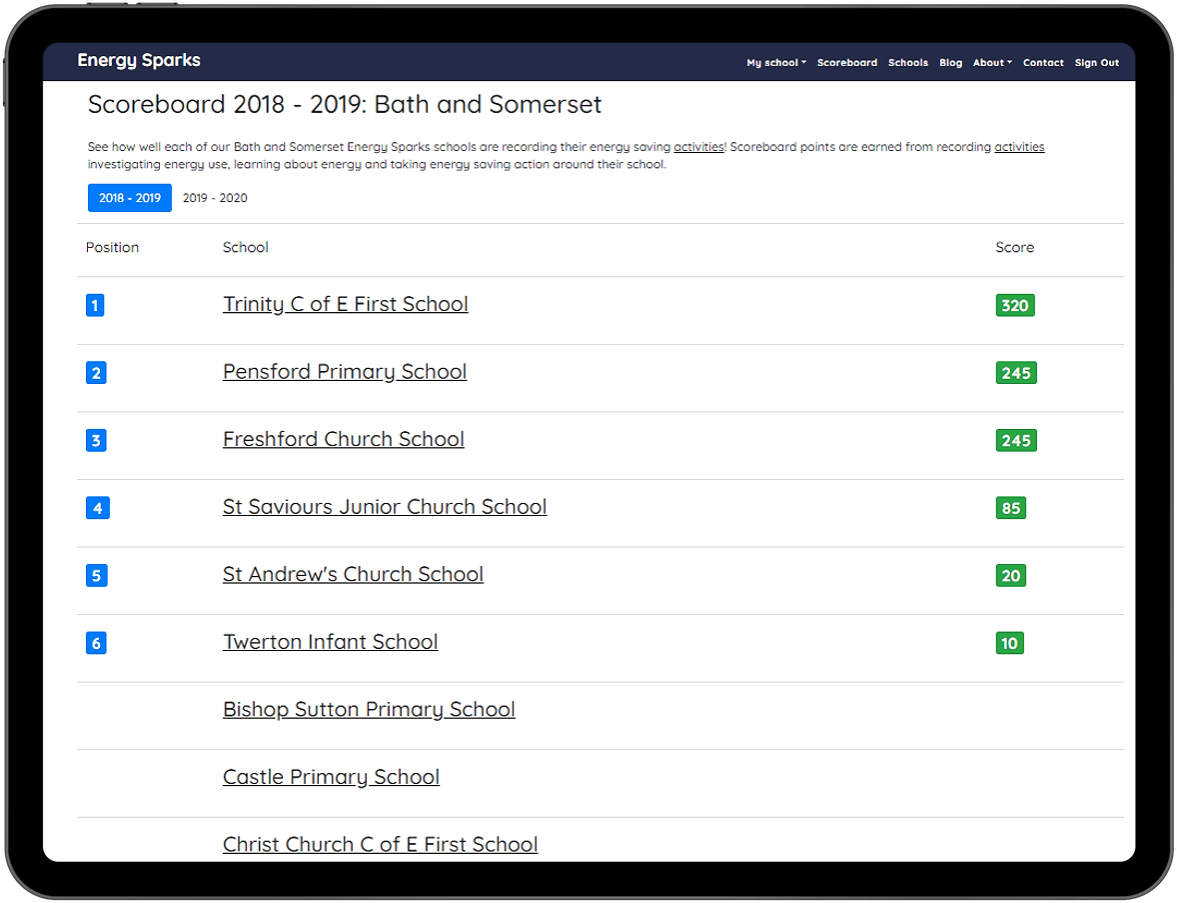 Energy Sparks My school Scoreboard Schools Blog About Contact Sign Out
Scoreboard 2018 - 2019: Bath and Somerset
See how well each of our Bath and Somerset Energy Sparks schools are recording their energy saving activities! Scoreboard points are earned from recording activities
investigating energy use, learning about energy and taking energy saving action around their school.
2018 - 2019 2019 - 2020
Position School Score
1 Trinity C of E First School 320
2 Pensford Primary School 245
3 Freshford Church School 245
4 St Saviours Junior Church School 85
5 St Andrew's Church School 20
6 Twerton Infant School 10
Bishop Sutton Primary School
Castle Primary School
Christ Church C of E First School